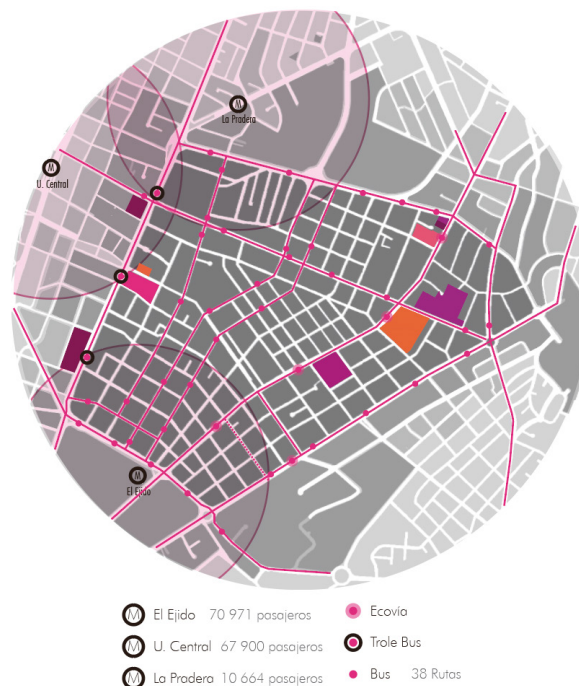 M
La Pradera
M
U. Central
M
El Ejido
M El Ejido 70 971 pasajeros
Ecovía
M U. Central 67 900 pasajeros
Trole Bus
M La Pradera 10 664 pasajeros
Bus 38 Rutas